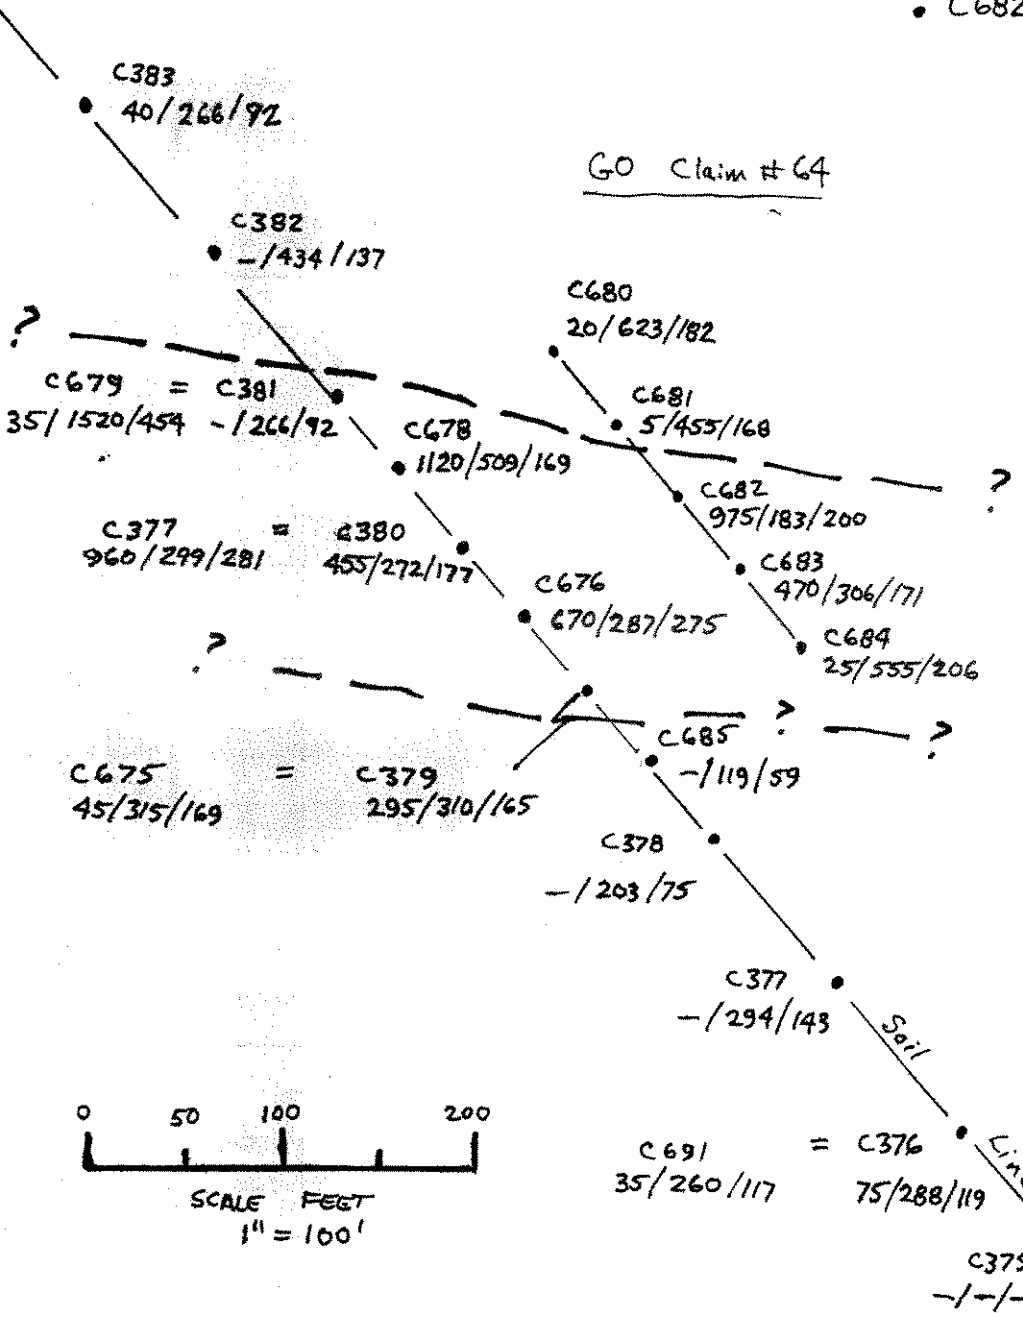 C682
C383
40/266/92
GO Claim #64
C382
-/434/137
C680
20/623/182
?
C679 = C381
35/1520/454 -/266/92
C681
5/455/168
C678
1120/509/169
?
C682
975/183/200
C377 = C380
960/299/281 455/272/177
C683
470/306/171
C676
670/287/275
C684
25/555/206
?
?
?
C685
-/119/59
C675 = C379
45/315/169 295/310/165
C378
-/203/75
C377
-/294/143
Soil
0 50 100 200
SCALE FEET
1" = 100'
C691 = C376
35/260/117 75/288/119
Line
C375
-/-/-